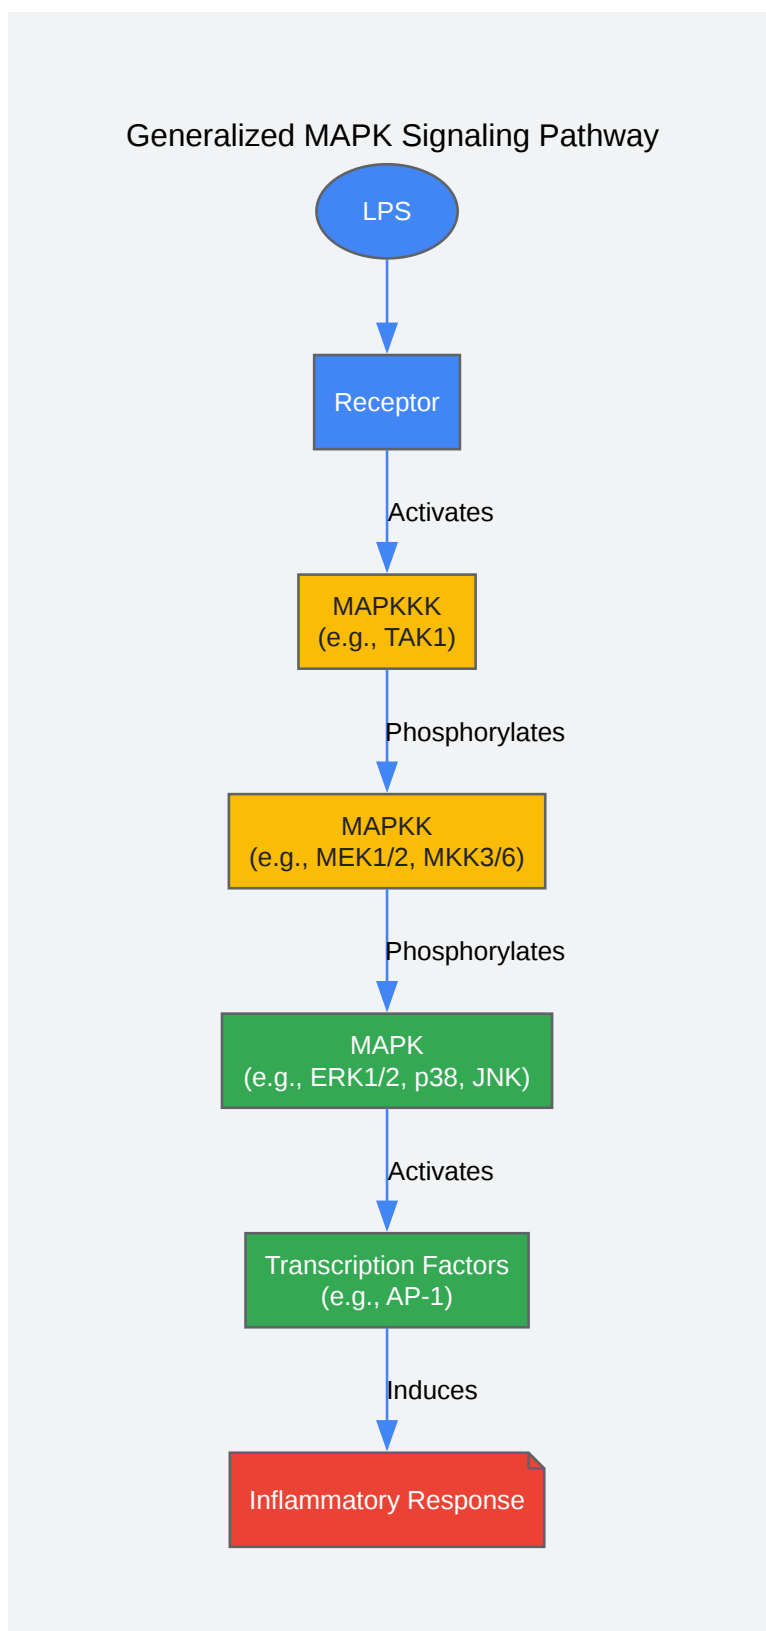 Generalized MAPK Signaling Pathway
LPS
Receptor
Activates
MAPKKK
(e.g., TAK1)
Phosphorylates
MAPKK
(e.g., MEK1/2, MKK3/6)
Phosphorylates
MAPK
(e.g., ERK1/2, p38, JNK)
Activates
Transcription Factors
(e.g., AP-1)
Induces
Inflammatory Response